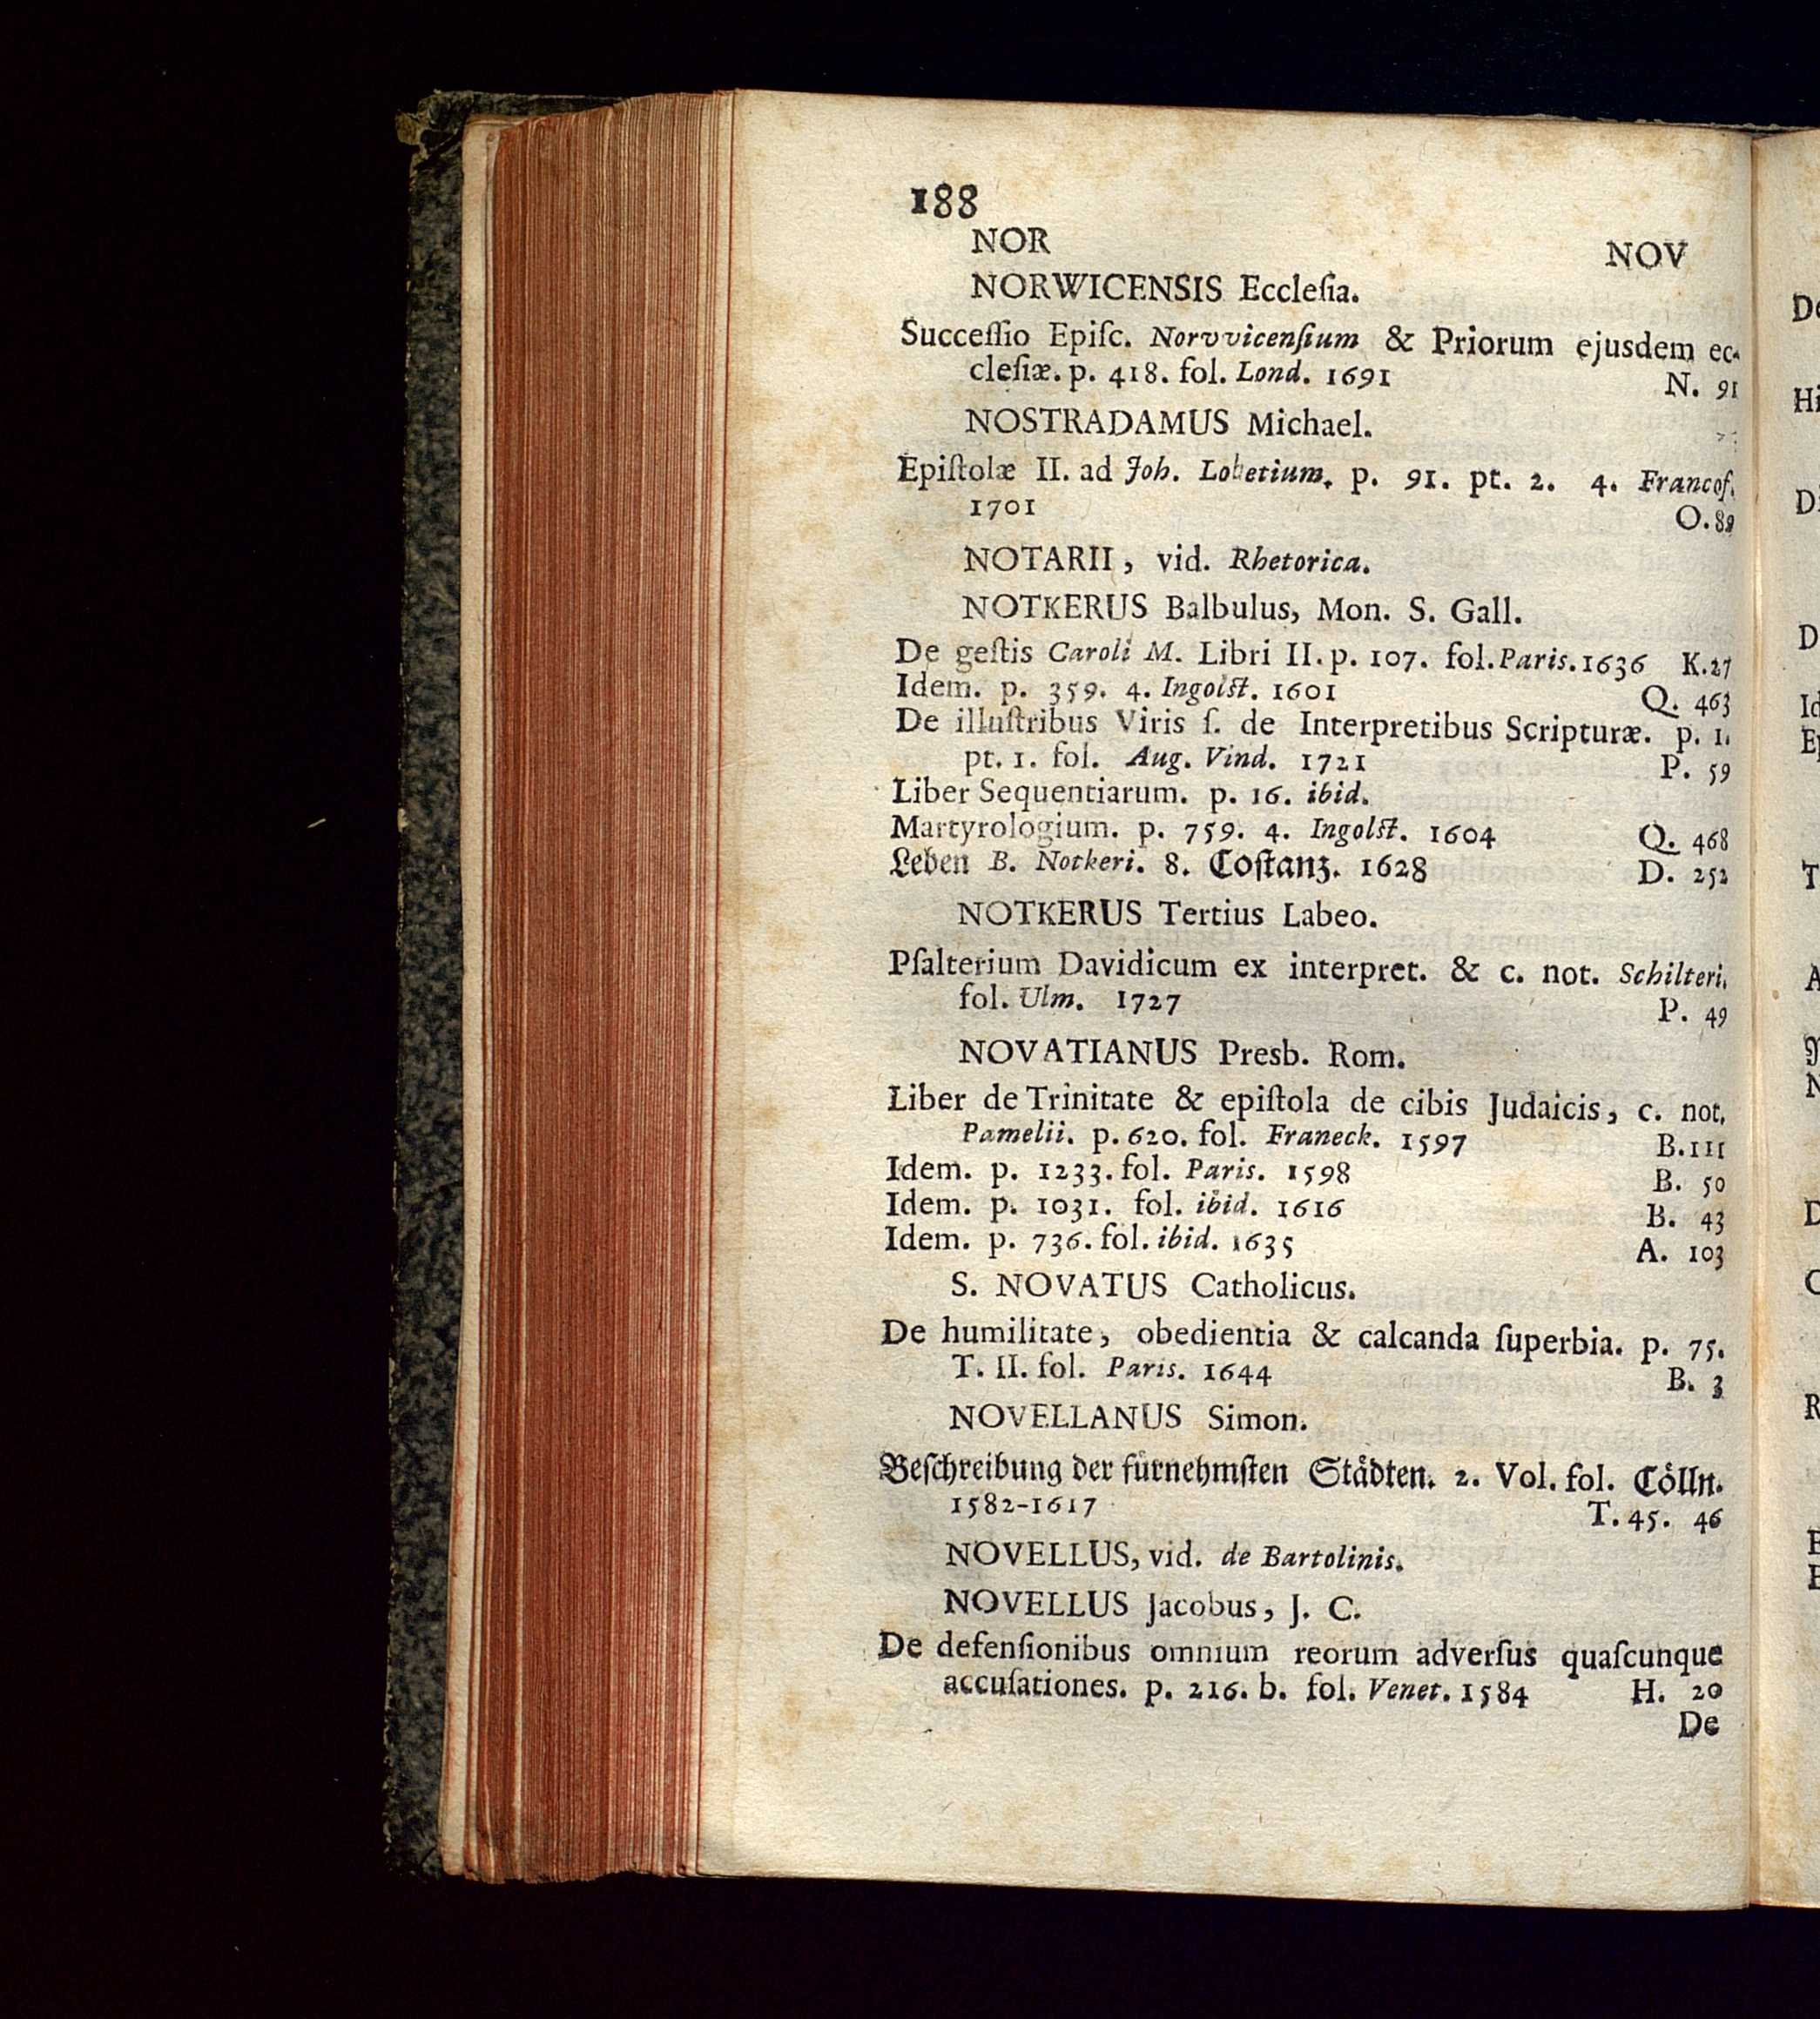 188
NOR NOV
NORWICENSIS Ecclesia.
Successio Episc. Norvvicensium & Priorum ejusdem ec-
clesiæ. p. 418. fol. Lond. 1691 N. 91
NOSTRADAMUS Michael.
Epistolæ II. ad Joh. Lobetium, p. 91. pt. 2. 4. Francof.
1701 O.
NOTARII, vid. Rhetorica.
NOTKERUS Balbulus, Mon. S. Gall.
De gestis Caroli M. Libri II. p. 107. fol. Paris. 1636 K. 27
Idem. p. 359. 4. Ingolst. 1601 Q. 463
De illustribus Viris s. de Interpretibus Scripturæ. p. 1.
pt. 1. fol. Aug. Vind. 1721 P. 59
Liber Sequentiarum. p. 16. ibid.
Martyrologium. p. 759. 4. Ingolst. 1604 Q. 468
Leben B. Notkeri. 8. Costanz. 1628 D. 252
NOTKERUS Tertius Labeo.
Psalterium Davidicum ex interpret. & c. not. Schilteri.
fol. Ulm. 1727 P. 49
NOVATIANUS Presb. Rom.
Liber de Trinitate & epistola de cibis Judaicis, c. not.
Pamelii. p. 620. fol. Franeck. 1597 B. 111
Idem. p. 1233. fol. Paris. 1598 B. 50
Idem. p. 1031. fol. ibid. 1616 B. 43
Idem. p. 736. fol. ibid. 1635 A. 103
S. NOVATUS Catholicus.
De humilitate, obedientia & calcanda superbia. p. 75.
T. II. fol. Paris. 1644 B. 3
NOVELLANUS Simon.
Beschreibung der fürnehmsten Städten. 2. Vol. fol. Cölln.
1582-1617 T. 45. 46
NOVELLUS, vid. de Bartolinis.
NOVELLUS Jacobus, J. C.
De defensionibus omnium reorum adversus quascunque
accusationes. p. 216. b. fol. Venet. 1584 H. 20
De